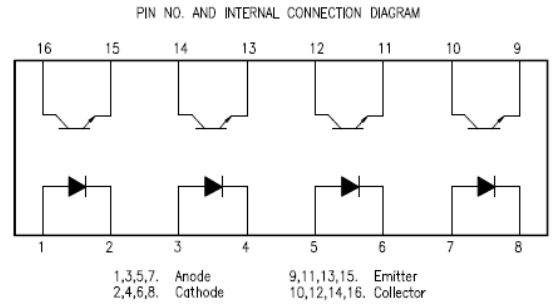 PIN NO. AND INTERNAL CONNECTION DIAGRAM
16 15 14 13 12 11 10 9
1 2 3 4 5 6 7 8
1,3,5,7. Anode 9,11,13,15. Emitter
2,4,6,8. Cathode 10,12,14,16. Collector